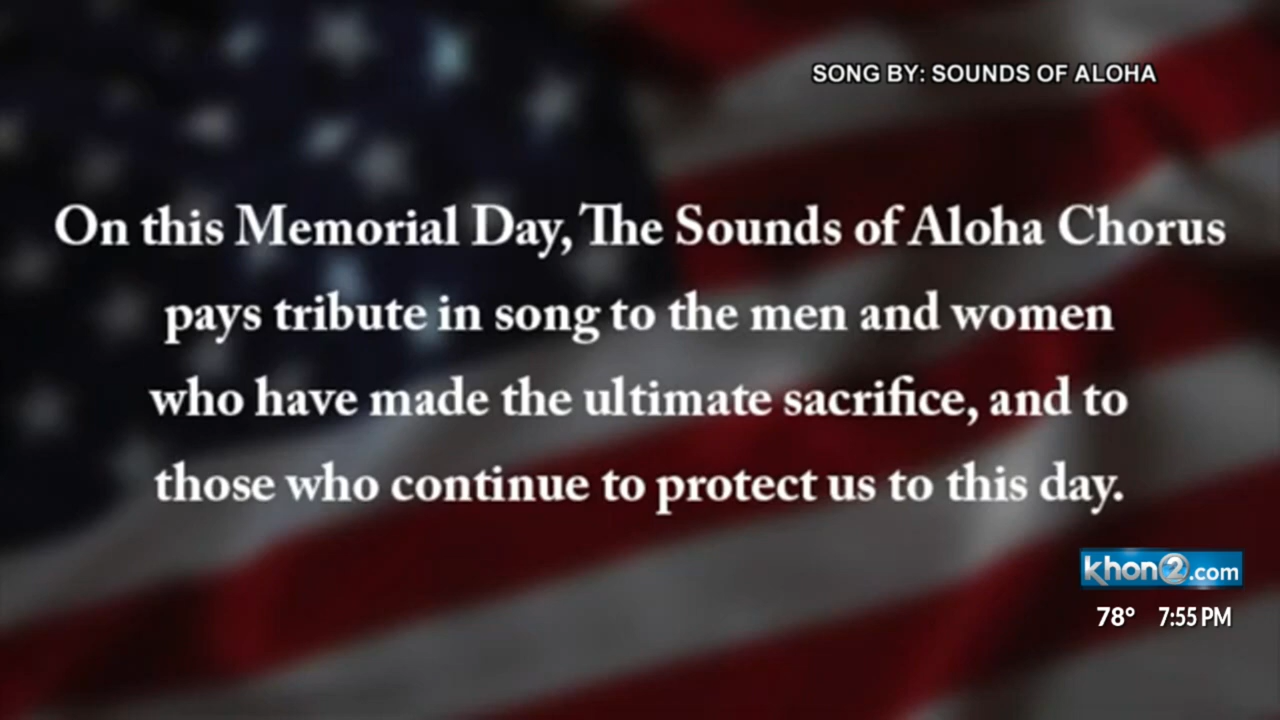 SONG BY: SOUNDS OF ALOHA
On this Memorial Day, The Sounds of Aloha Chorus
pays tribute in song to the men and women
who have made the ultimate sacrifice, and to
those who continue to protect us to this day.
khon2.com
78° 7:55 PM